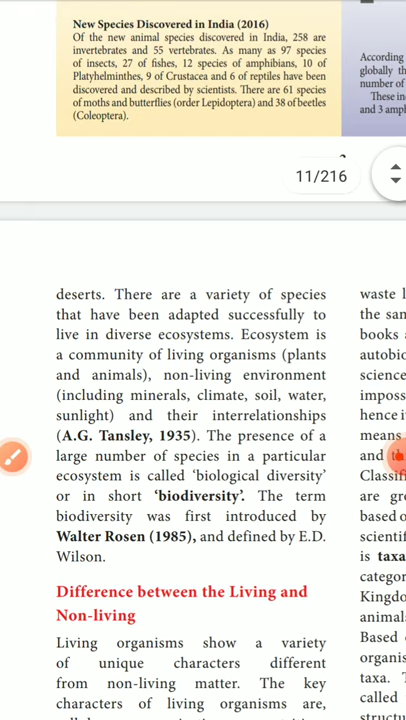 New Species Discovered in India (2016)
Of the new animal species discovered in India, 258 are
invertebrates and 55 vertebrates. As many as 97 species
of insects, 27 of fishes, 12 species of amphibians, 10 of
Platyhelminthes, 9 of Crustacea and 6 of reptiles have been
discovered and described by scientists. There are 61 species
of moths and butterflies (order Lepidoptera) and 38 of beetles
(Coleoptera).
According
globally th
number of
These in
and 3 amph
11/216
deserts. There are a variety of species
that have been adapted successfully to
live in diverse ecosystems. Ecosystem is
a community of living organisms (plants
and animals), non-living environment
(including minerals, climate, soil, water,
sunlight) and their interrelationships
(A.G. Tansley, 1935). The presence of a
large number of species in a particular
ecosystem is called 'biological diversity'
or in short 'biodiversity'. The term
biodiversity was first introduced by
Walter Rosen (1985), and defined by E.D.
Wilson.
Difference between the Living and
Non-living
Living organisms show a variety
of unique characters different
from non-living matter. The key
characters of living organisms are,
waste l
the san
books a
autobio
science
imposs
hence i
means
and
Classifi
are gr
based o
scientif
is taxa
categor
Kingdo
animal
Based
organis
taxa. T
called
structu